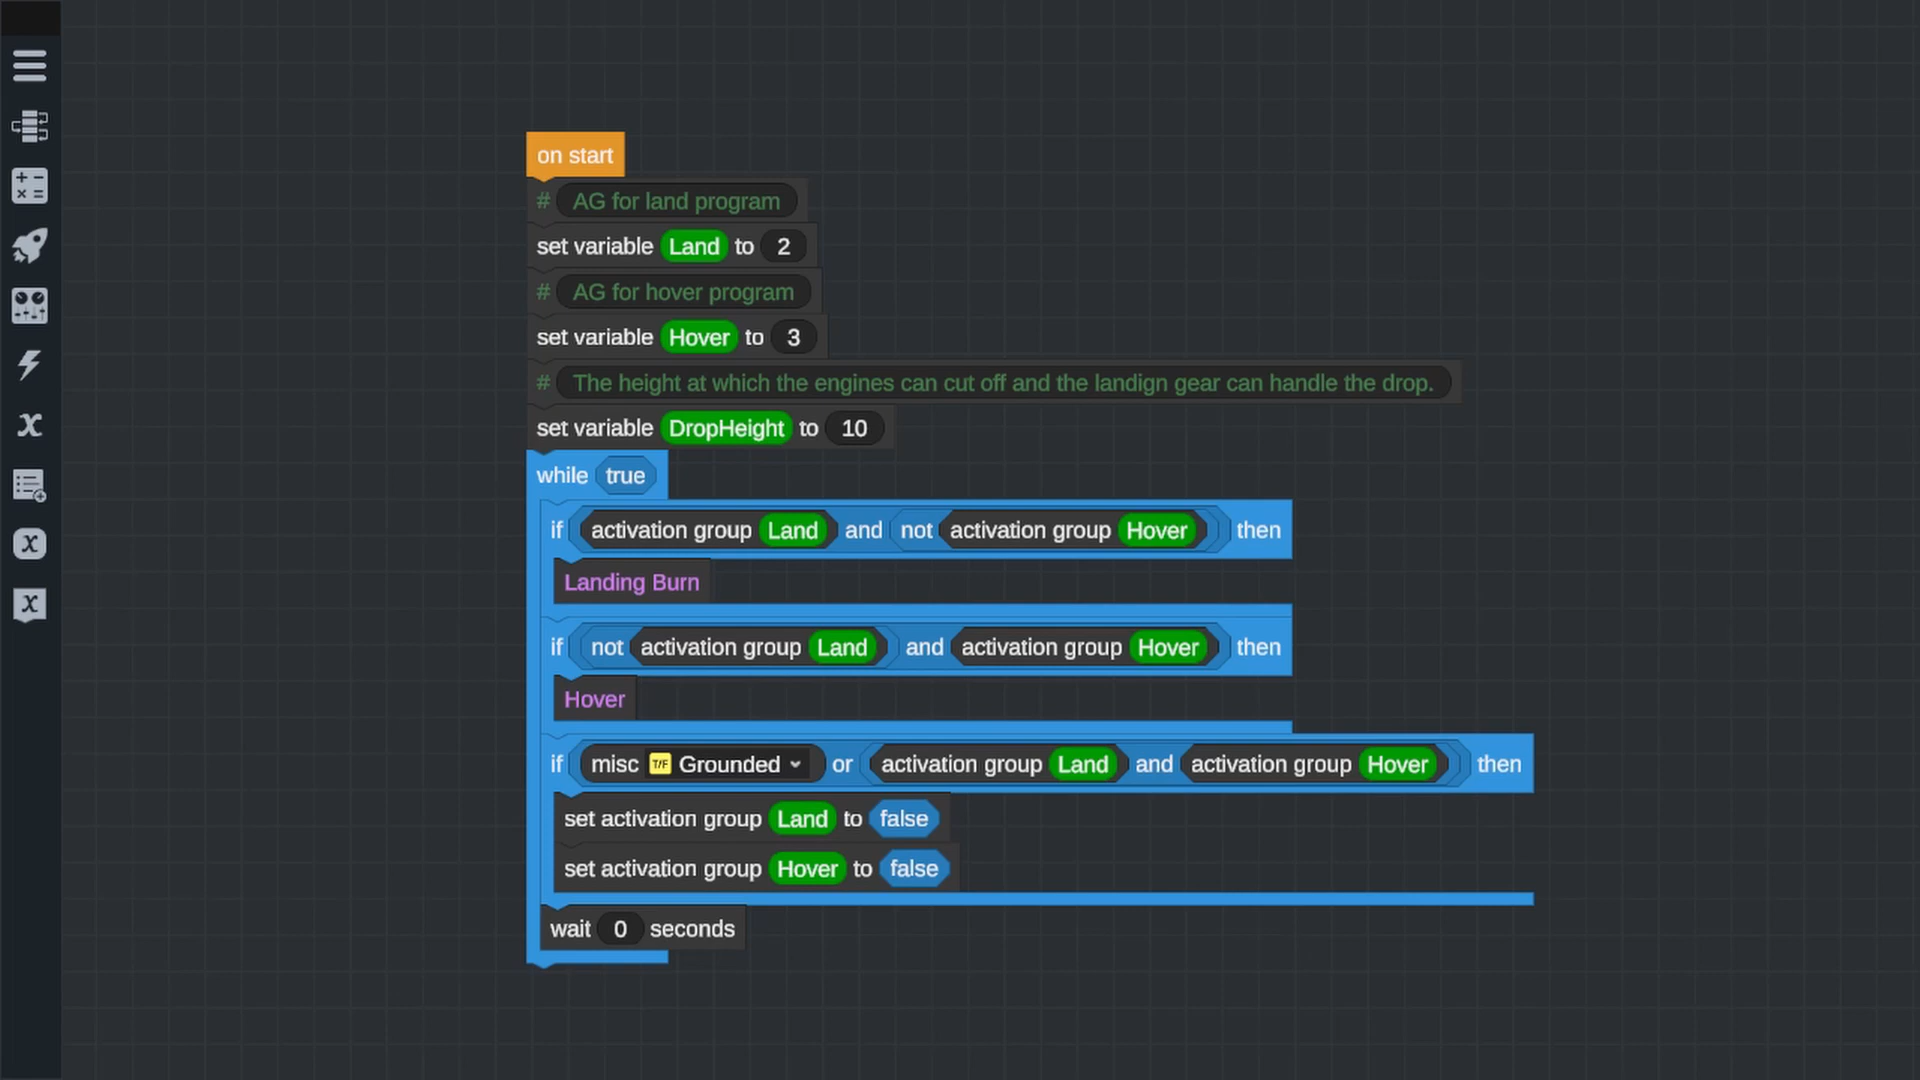 on start
# AG for land program
set variable Land to 2
# AG for hover program
set variable Hover to 3
# The height at which the engines can cut off and the landign gear can handle the drop.
set variable DropHeight to 10
while true
if activation group Land and not activation group Hover then
Landing Burn
if not activation group Land and activation group Hover then
Hover
if misc T/F Grounded or activation group Land and activation group Hover then
set activation group Land to false
set activation group Hover to false
wait 0 seconds